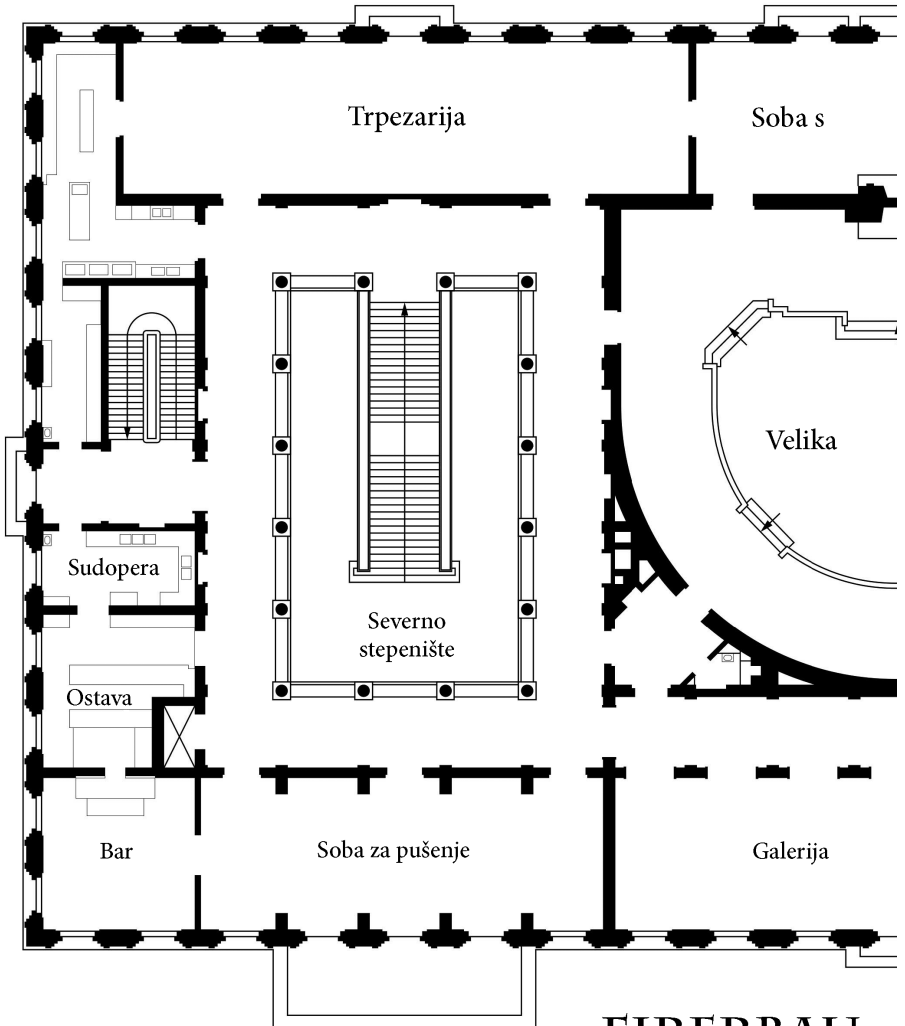 Trpezarija
Soba s
Velika
Sudopera
Severno
stepenište
Ostava
Bar
Soba za pušenje
Galerija